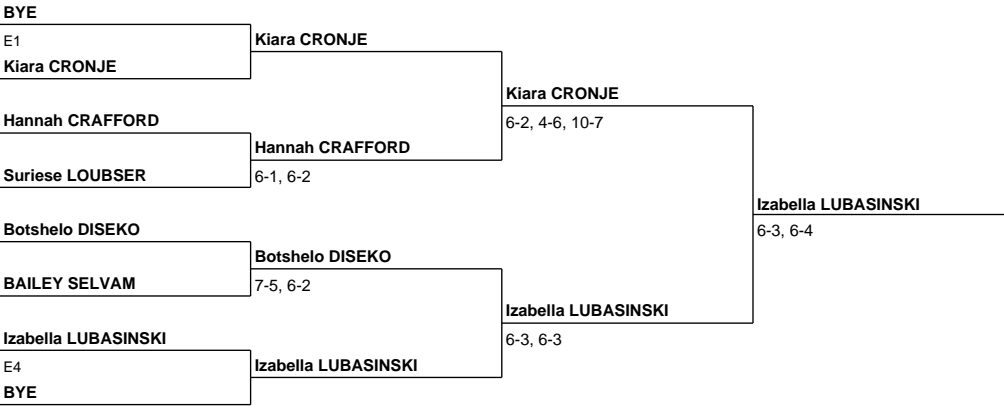 BYE
E1
Kiara CRONJE
Kiara CRONJE
Hannah CRAFFORD
Kiara CRONJE
6-2, 4-6, 10-7
Hannah CRAFFORD
Suriese LOUBSER
6-1, 6-2
Izabella LUBASINSKI
6-3, 6-4
Botshelo DISEKO
Botshelo DISEKO
BAILEY SELVAM
7-5, 6-2
Izabella LUBASINSKI
6-3, 6-3
Izabella LUBASINSKI
E4
Izabella LUBASINSKI
BYE